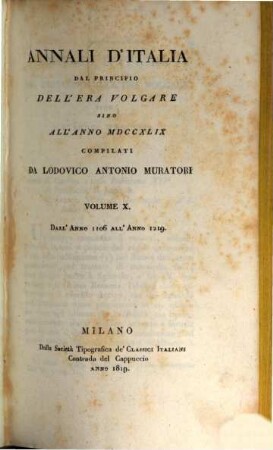 ANNALI D'ITALIA
DAL PRINCIPIO
DELL'ERA VOLGARE
SINO
ALL'ANNO MDCCXLIX
COMPILATI
DA LODOVICO ANTONIO MURATORI
VOLUME X.
DALL'ANNO 1106 ALL'ANNO 1219.
MILANO
Dalla Società Tipografica de' CLASSICI ITALIANI
Contrada del Cappuccio
ANNO 1819.